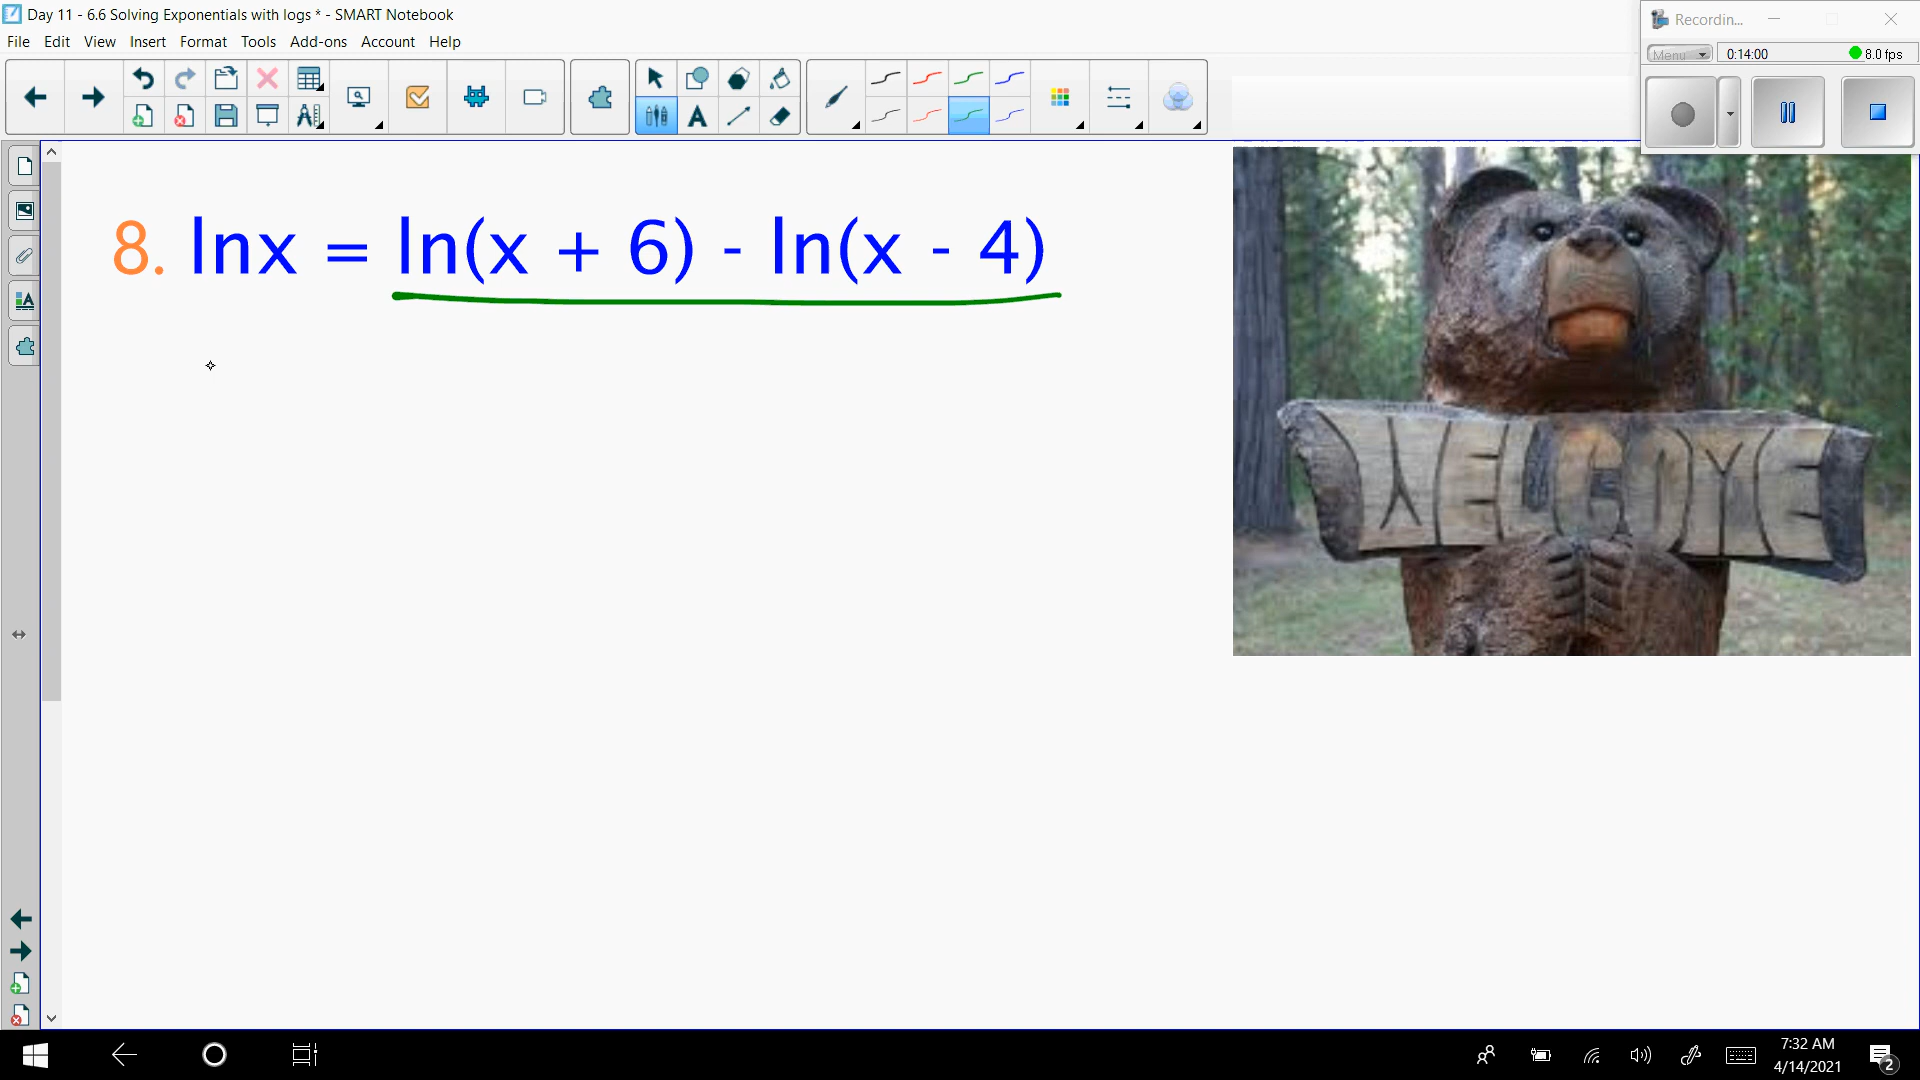 Day 11 - 6.6 Solving Exponentials with logs * - SMART Notebook
Recordin...
File Edit View Insert Format Tools Add-ons Account Help
Menu
0:14:00
8.0 fps
8. lnx = ln(x + 6) - ln(x - 4)
WELCOME
7:32 AM
4/14/2021
2